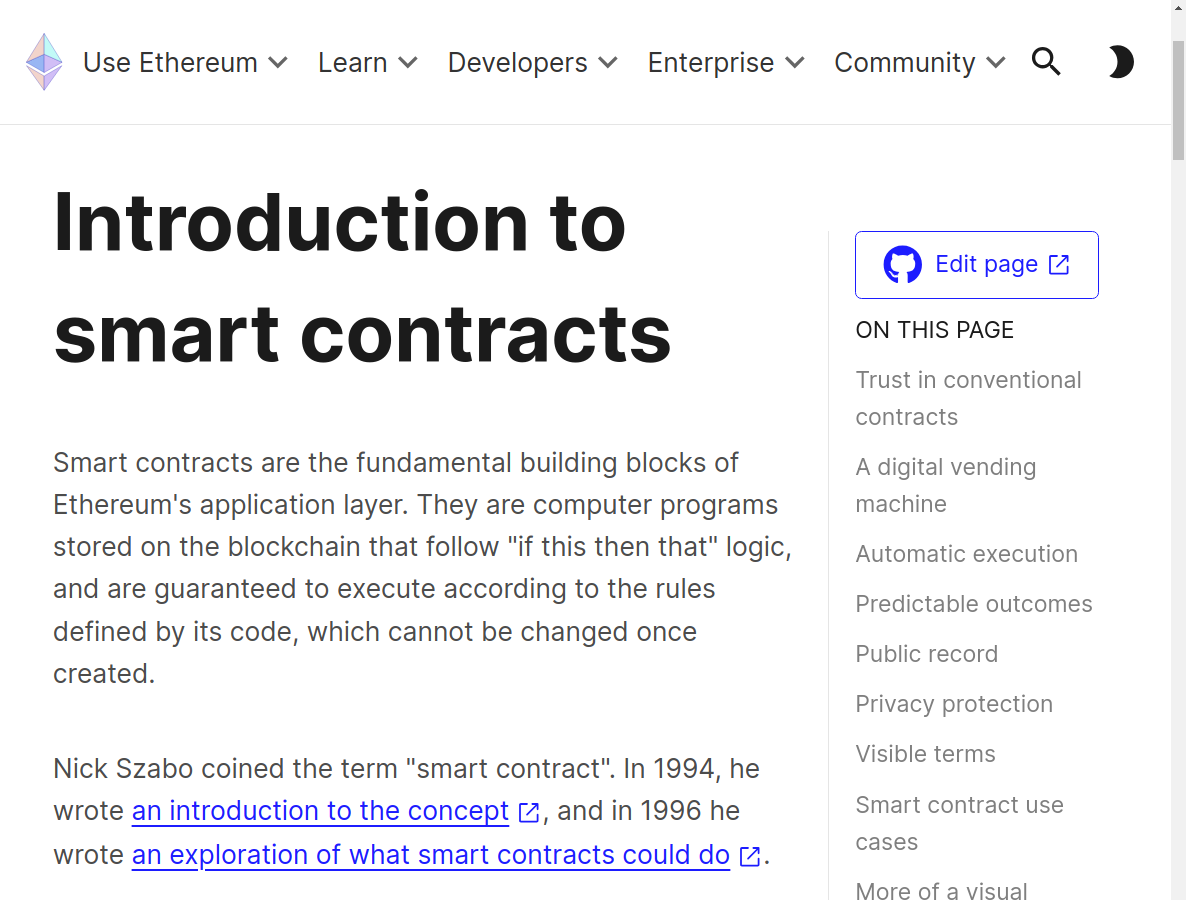 Use Ethereum Learn Developers Enterprise Community
Introduction to
smart contracts
Smart contracts are the fundamental building blocks of
Ethereum's application layer. They are computer programs
stored on the blockchain that follow "if this then that" logic,
and are guaranteed to execute according to the rules
defined by its code, which cannot be changed once
created.
Nick Szabo coined the term "smart contract". In 1994, he
wrote an introduction to the concept, and in 1996 he
wrote an exploration of what smart contracts could do.
Edit page
ON THIS PAGE
Trust in conventional
contracts
A digital vending
machine
Automatic execution
Predictable outcomes
Public record
Privacy protection
Visible terms
Smart contract use
cases
More of a visual